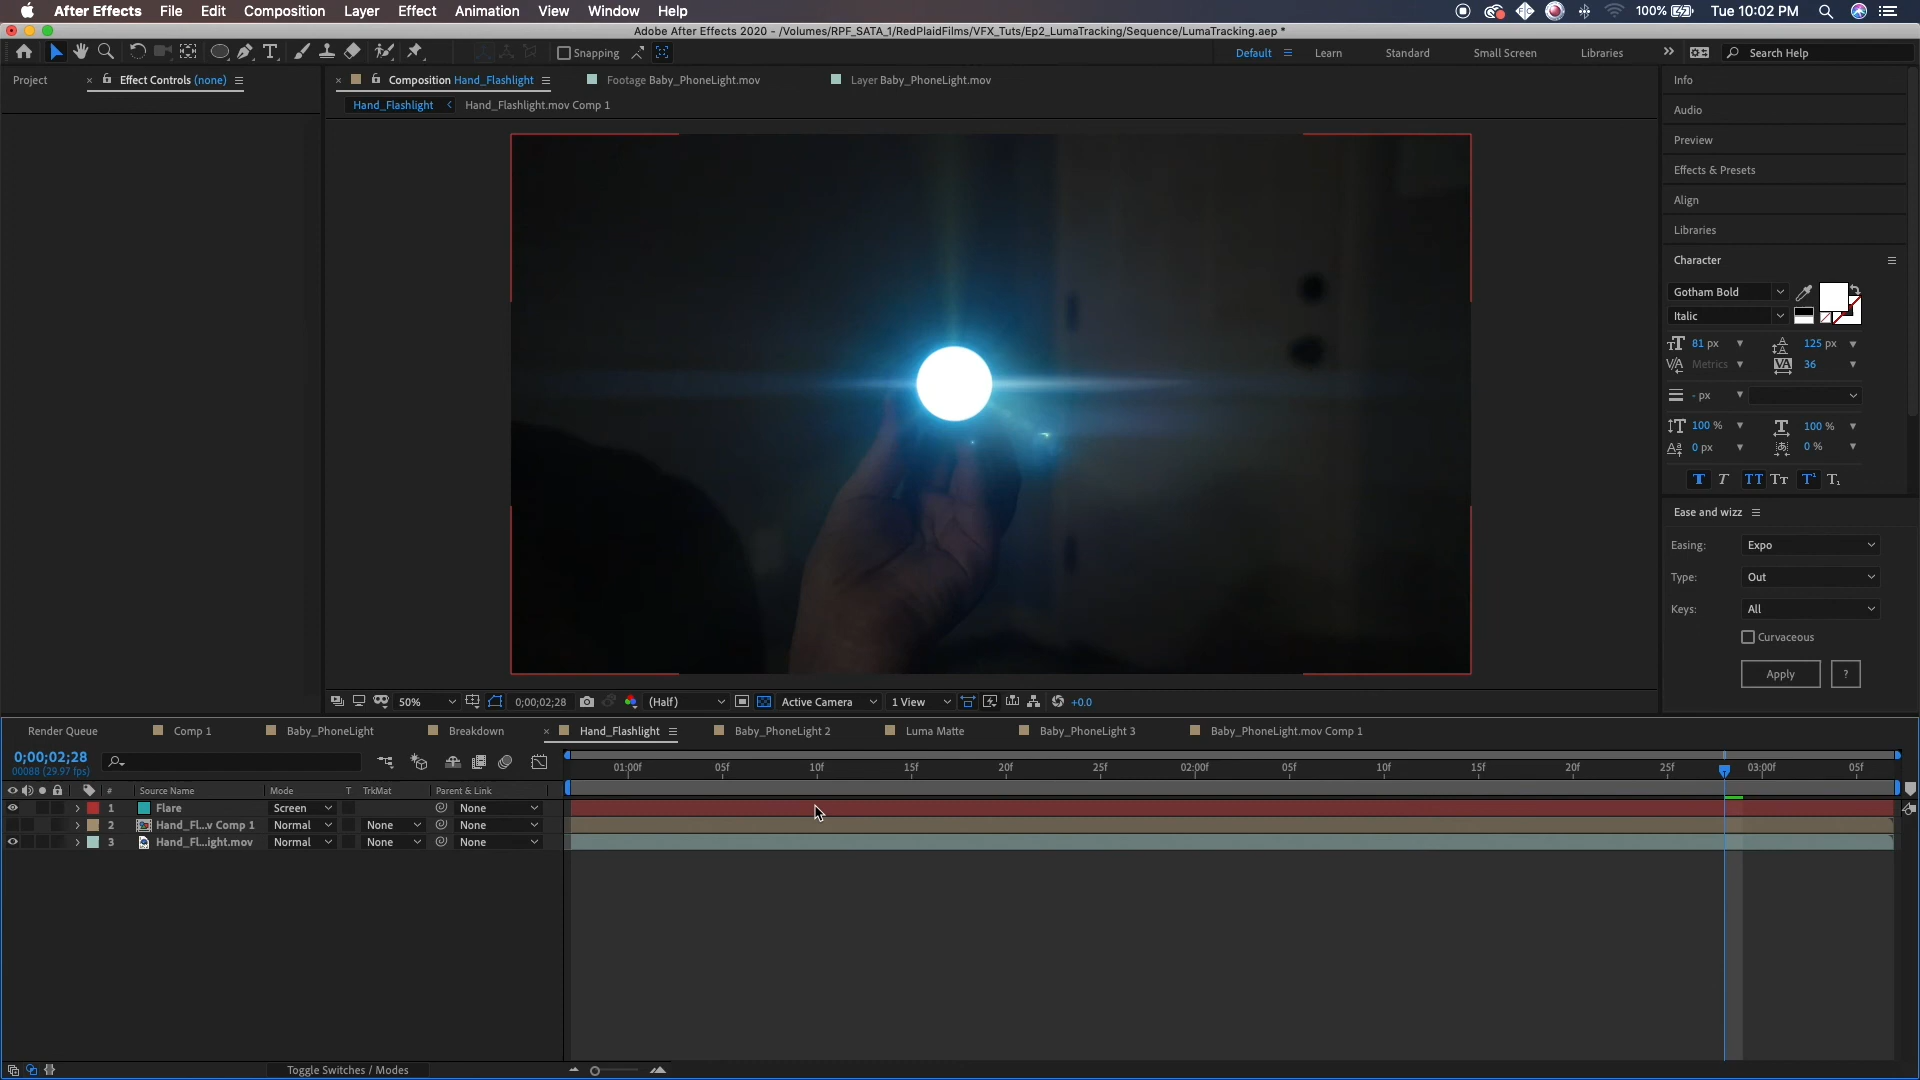 After Effects File Edit Composition Layer Effect Animation View Window Help 100% Tue 10:02 PM
Adobe After Effects 2020 - /Volumes/RPF_SATA_1/RedPlaidFilms/VFX_Tuts/Ep2_LumaTracking/Sequence/LumaTracking.aep *
Snapping Default Learn Standard Small Screen Libraries Search Help
Project Effect Controls (none) Composition Hand_Flashlight Footage Baby_PhoneLight.mov Layer Baby_PhoneLight.mov
Hand_Flashlight Hand_Flashlight.mov Comp 1
Info
Audio
Preview
Effects & Presets
Align
Libraries
Character
Gotham Bold
Italic
81 px 125 px
Metrics 36
- px
100 % 100 %
0 px 0 %
T T TT Tт T¹ T₁
Ease and wizz
Easing: Expo
Type: Out
Keys: All
Curvaceous
Apply ?
50% 0;00;02;28 (Half) Active Camera 1 View +0.0
Render Queue Comp 1 Baby_PhoneLight Breakdown Hand_Flashlight Baby_PhoneLight 2 Luma Matte Baby_PhoneLight 3 Baby_PhoneLight.mov Comp 1
0;00;02;28
00088 (29.97 fps)
01:00f 05f 10f 15f 20f 25f 02:00f 05f 10f 15f 20f 25f 03:00f 05f
# Source Name Mode T TrkMat Parent & Link
1 Flare Screen None
2 Hand_Fl...v Comp 1 Normal None None
3 Hand_Fl...ight.mov Normal None None
Toggle Switches / Modes